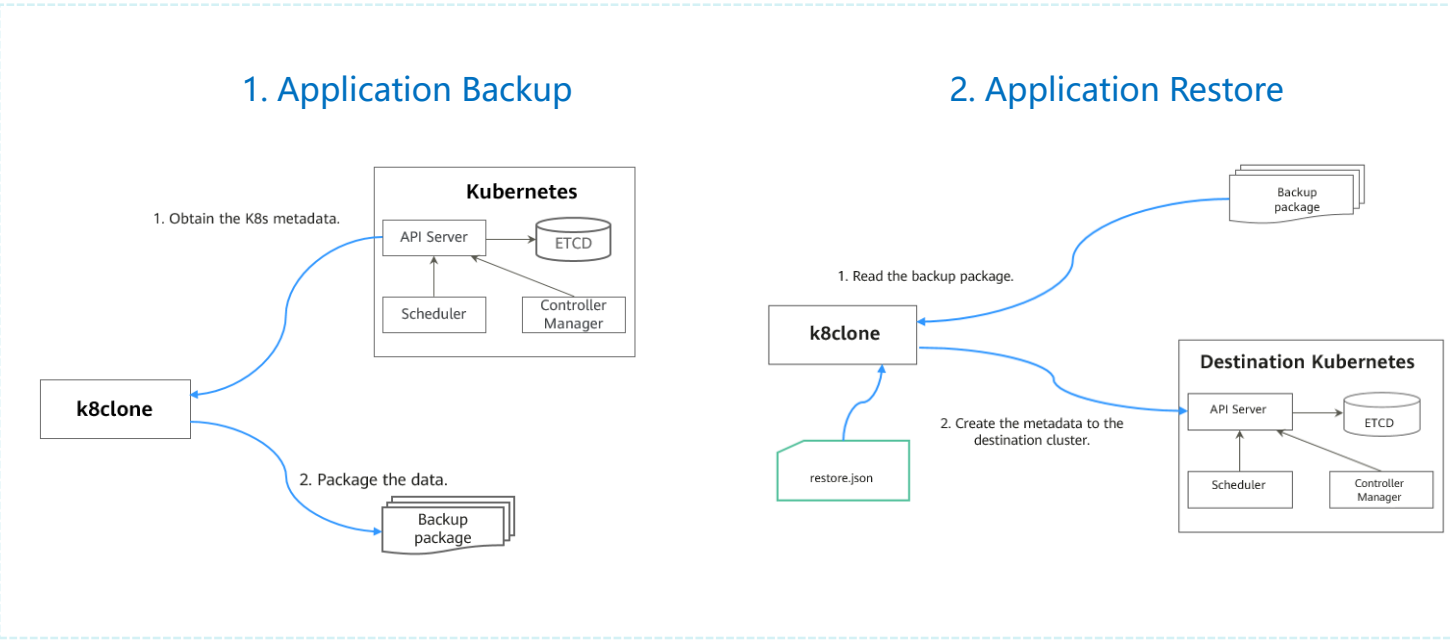 1. Application Backup
Kubernetes
1. Obtain the K8s metadata.
API Server
ETCD
Scheduler
Controller
Manager
k8clone
2. Package the data.
Backup
package
2. Application Restore
Backup
package
1. Read the backup package.
k8clone
Destination Kubernetes
API Server
ETCD
2. Create the metadata to the
destination cluster.
restore.json
Scheduler
Controller
Manager